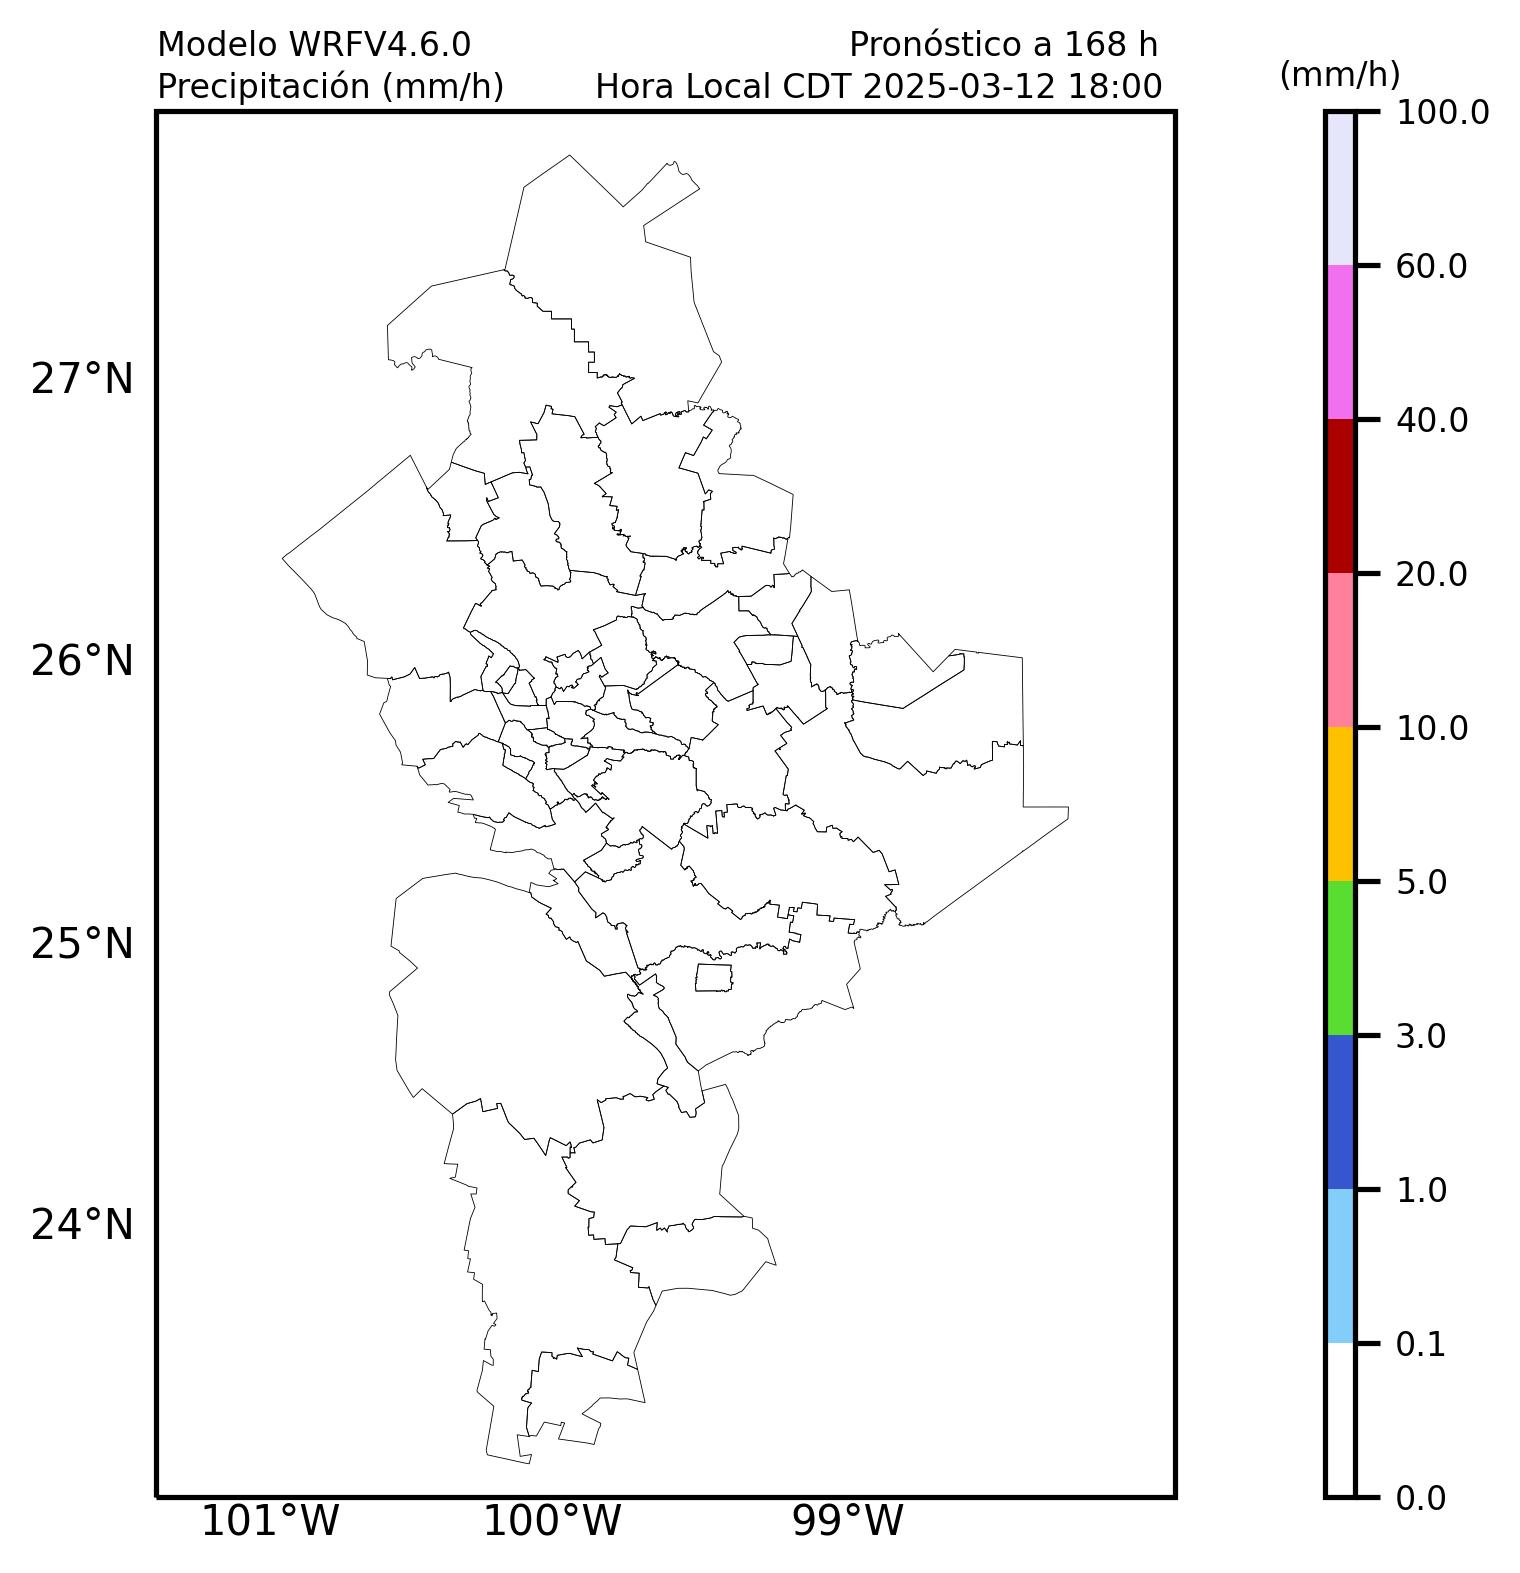 Modelo WRFV4.6.0
Pronóstico a 168 h
Precipitación (mm/h)
Hora Local CDT 2025-03-12 18:00
(mm/h)
100.0
60.0
40.0
20.0
10.0
5.0
3.0
1.0
0.1
0.0
27°N
26°N
25°N
24°N
101°W
100°W
99°W